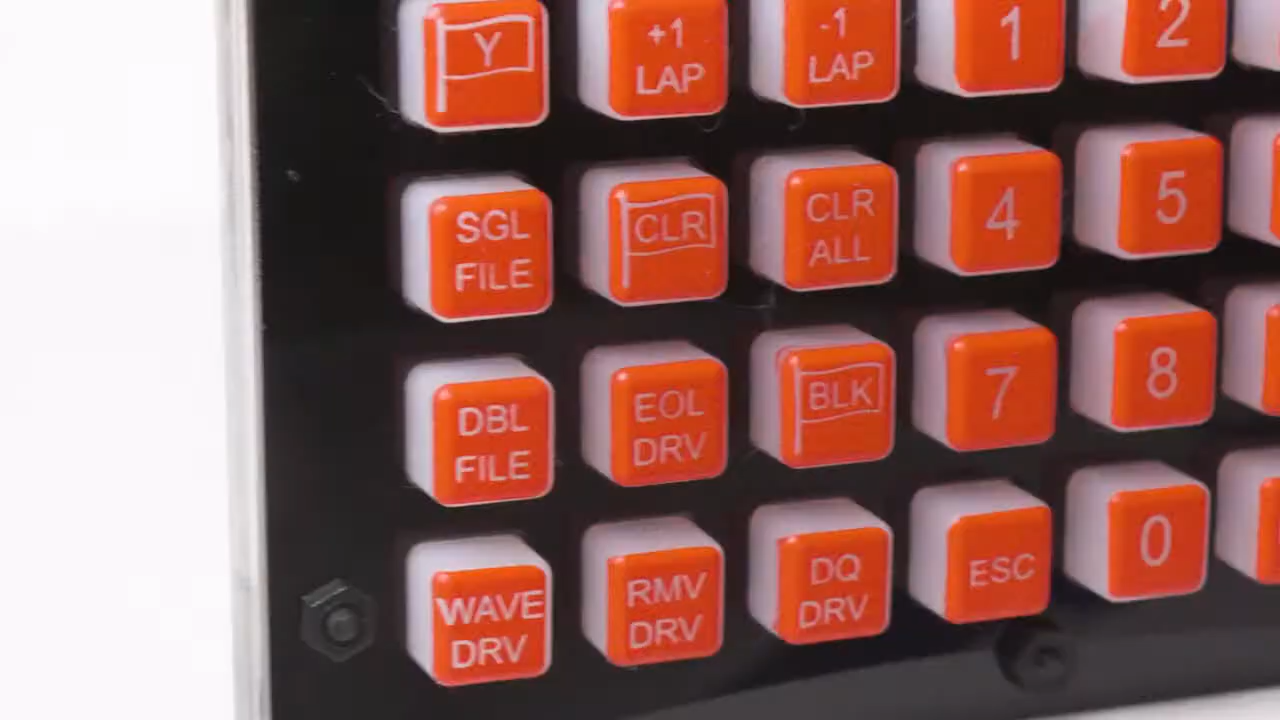 Y
+1
LAP
-1
LAP
1
2
SGL
FILE
CLR
CLR
ALL
4
5
DBL
FILE
EOL
DRV
BLK
7
8
WAVE
DRV
RMV
DRV
DQ
DRV
ESC
0